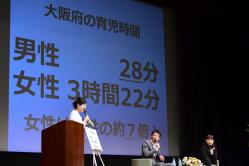 大阪府の育児時間
男性 28分
女性 3時間22分
女性は の約7倍!